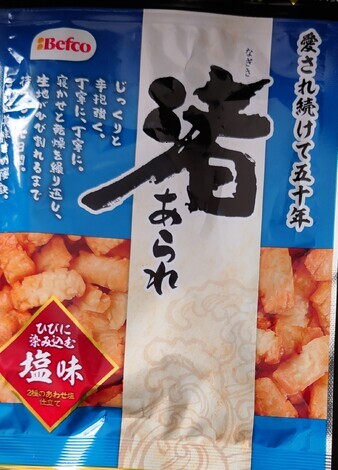 Befco
愛され続けて五十年
なぎさ
渚
あられ
じっくりと
辛抱強く。
丁寧に、丁寧に。
寝かせと乾燥を繰り返し、
生地がひび割れるまで
ひびに
染み込む
塩味
2種のあわせ塩
仕立て